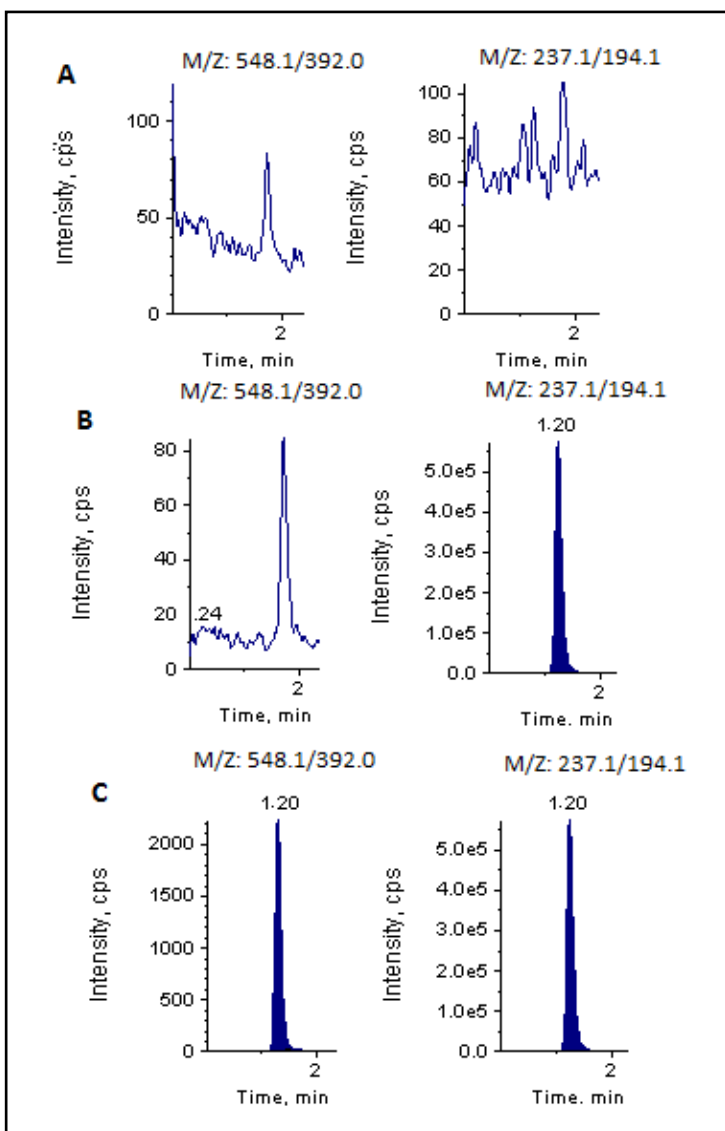 A
M/Z: 548.1/392.0
M/Z: 237.1/194.1
Intensity, cps
100
50
0
2
Time, min
Intensity, cps
100
80
60
40
20
0
2
Time, min
B
M/Z: 548.1/392.0
M/Z: 237.1/194.1
Intensity, cps
80
60
40
20
0
.24
2
Time, min
1.20
Intensity, cps
5.0e5
4.0e5
3.0e5
2.0e5
1.0e5
0.0
2
Time. min
C
M/Z: 548.1/392.0
M/Z: 237.1/194.1
1.20
Intensity, cps
2000
1500
1000
500
0
2
Time, min
1.20
Intensity, cps
5.0e5
4.0e5
3.0e5
2.0e5
1.0e5
0.0
2
Time. min